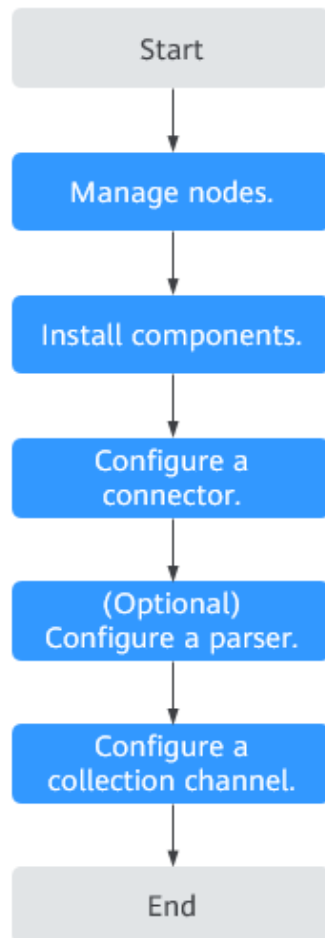 Start
Manage nodes.
Install components.
Configure a
connector.
(Optional)
Configure a parser.
Configure a
collection channel.
End